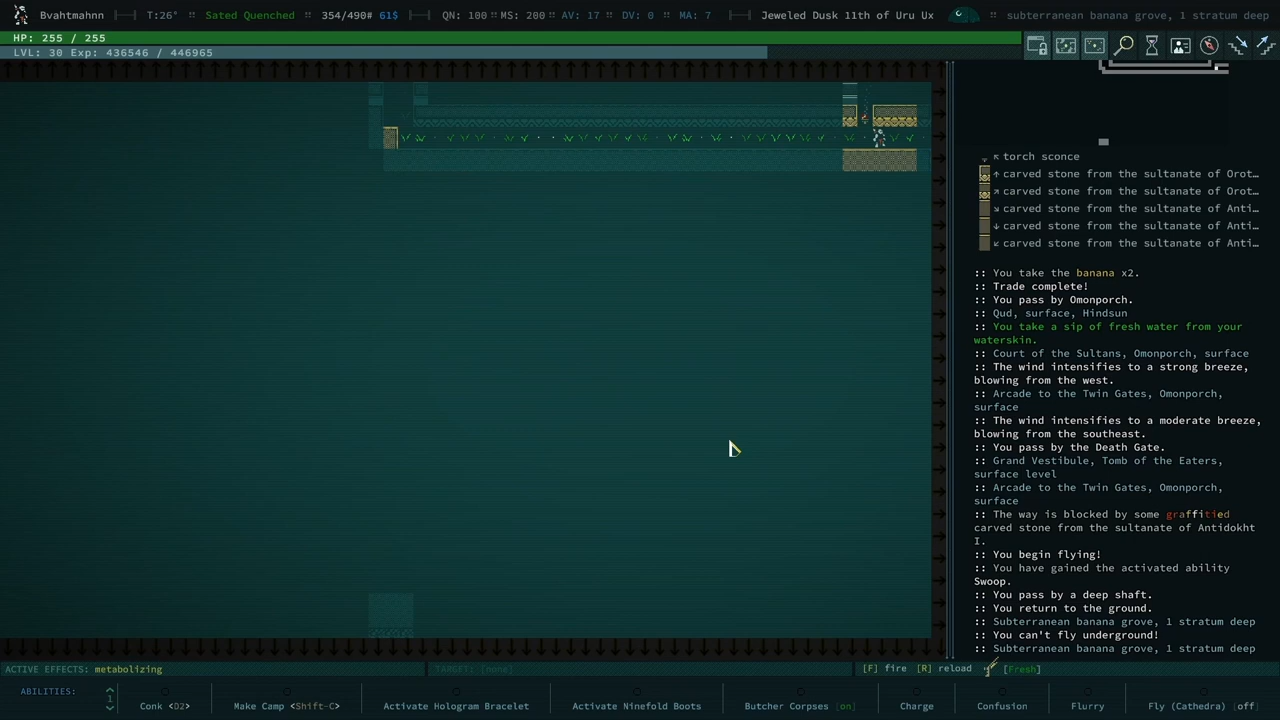 Bvahtmahnn T:26° Sated Quenched 354/490# 61$ QN: 100 MS: 200 AV: 17 DV: 0 MA: 7 Jeweled Dusk 11th of Uru Ux subterranean banana grove, 1 stratum deep
HP: 255 / 255
LVL: 30 Exp: 436546 / 446965
torch sconce
carved stone from the sultanate of Orot…
carved stone from the sultanate of Orot…
carved stone from the sultanate of Anti…
carved stone from the sultanate of Anti…
carved stone from the sultanate of Anti…
:: You take the banana x2.
:: Trade complete!
:: You pass by Omonporch.
:: Qud, surface, Hindsun
:: You take a sip of fresh water from your
waterskin.
:: Court of the Sultans, Omonporch, surface
:: The wind intensifies to a strong breeze,
blowing from the west.
:: Arcade to the Twin Gates, Omonporch,
surface
:: The wind intensifies to a moderate breeze,
blowing from the southeast.
:: You pass by the Death Gate.
:: Grand Vestibule, Tomb of the Eaters,
surface level
:: Arcade to the Twin Gates, Omonporch,
surface
:: The way is blocked by some graffitied
carved stone from the sultanate of Antidokht
I.
:: You begin flying!
:: You have gained the activated ability
Swoop.
:: You pass by a deep shaft.
:: You return to the ground.
:: Subterranean banana grove, 1 stratum deep
:: You can't fly underground!
:: Subterranean banana grove, 1 stratum deep
ACTIVE EFFECTS: metabolizing TARGET: [none] [F] fire [R] reload [Fresh]
ABILITIES: 1 Conk <D2> Make Camp <Shift-C> Activate Hologram Bracelet Activate Ninefold Boots Butcher Corpses [on] Charge Confusion Flurry Fly (Cathedra) [off]